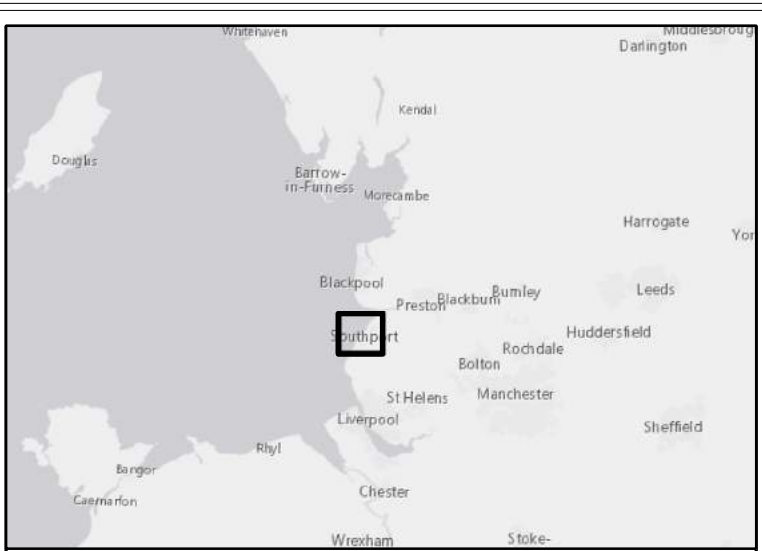 Whitehaven
Middlesbroug
Darlington
Kendal
Douglas
Barrow-
in-Furness
Morecambe
Harrogate
Yor
Blackpool
Preston
Blackburn
Burnley
Leeds
Southport
Huddersfield
Rochdale
Bolton
St Helens
Manchester
Liverpool
Sheffield
Rhyl
Bangor
Caernarfon
Chester
Wrexham
Stoke-